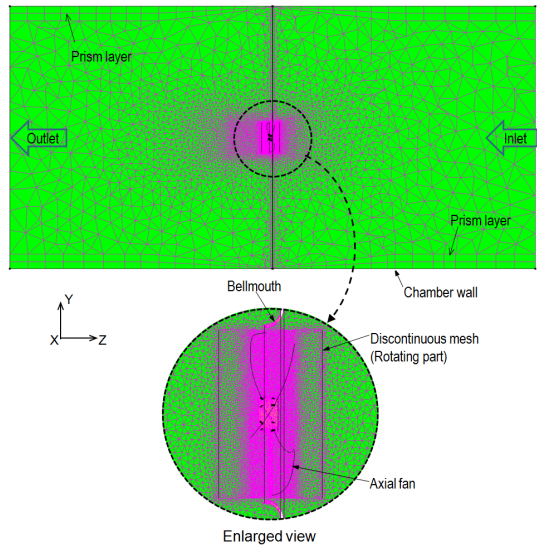 Prism layer
Outlet
Inlet
Prism layer
Chamber wall
Bellmouth
Y
X
Z
Discontinuous mesh
(Rotating part)
Axial fan
Enlarged view